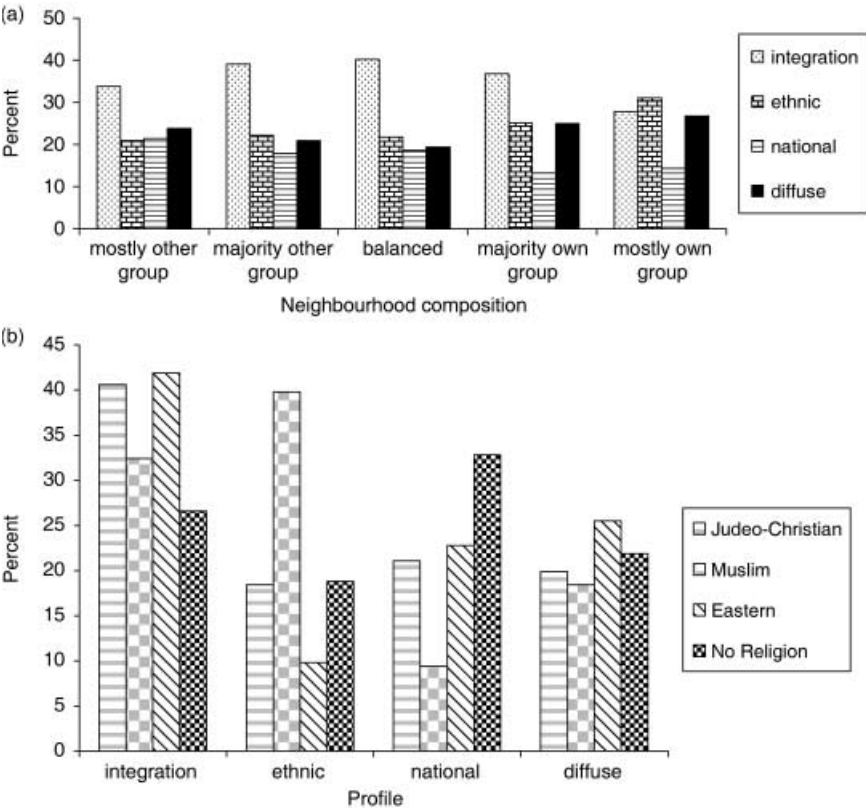 (a)
50
40
30
20
10
0
Percent
mostly other
group
majority other
group
balanced
majority own
group
mostly own
group
Neighbourhood composition
integration
ethnic
national
diffuse
(b)
45
40
35
30
25
20
15
10
5
0
Percent
integration
ethnic
national
diffuse
Profile
Judeo-Christian
Muslim
Eastern
No Religion